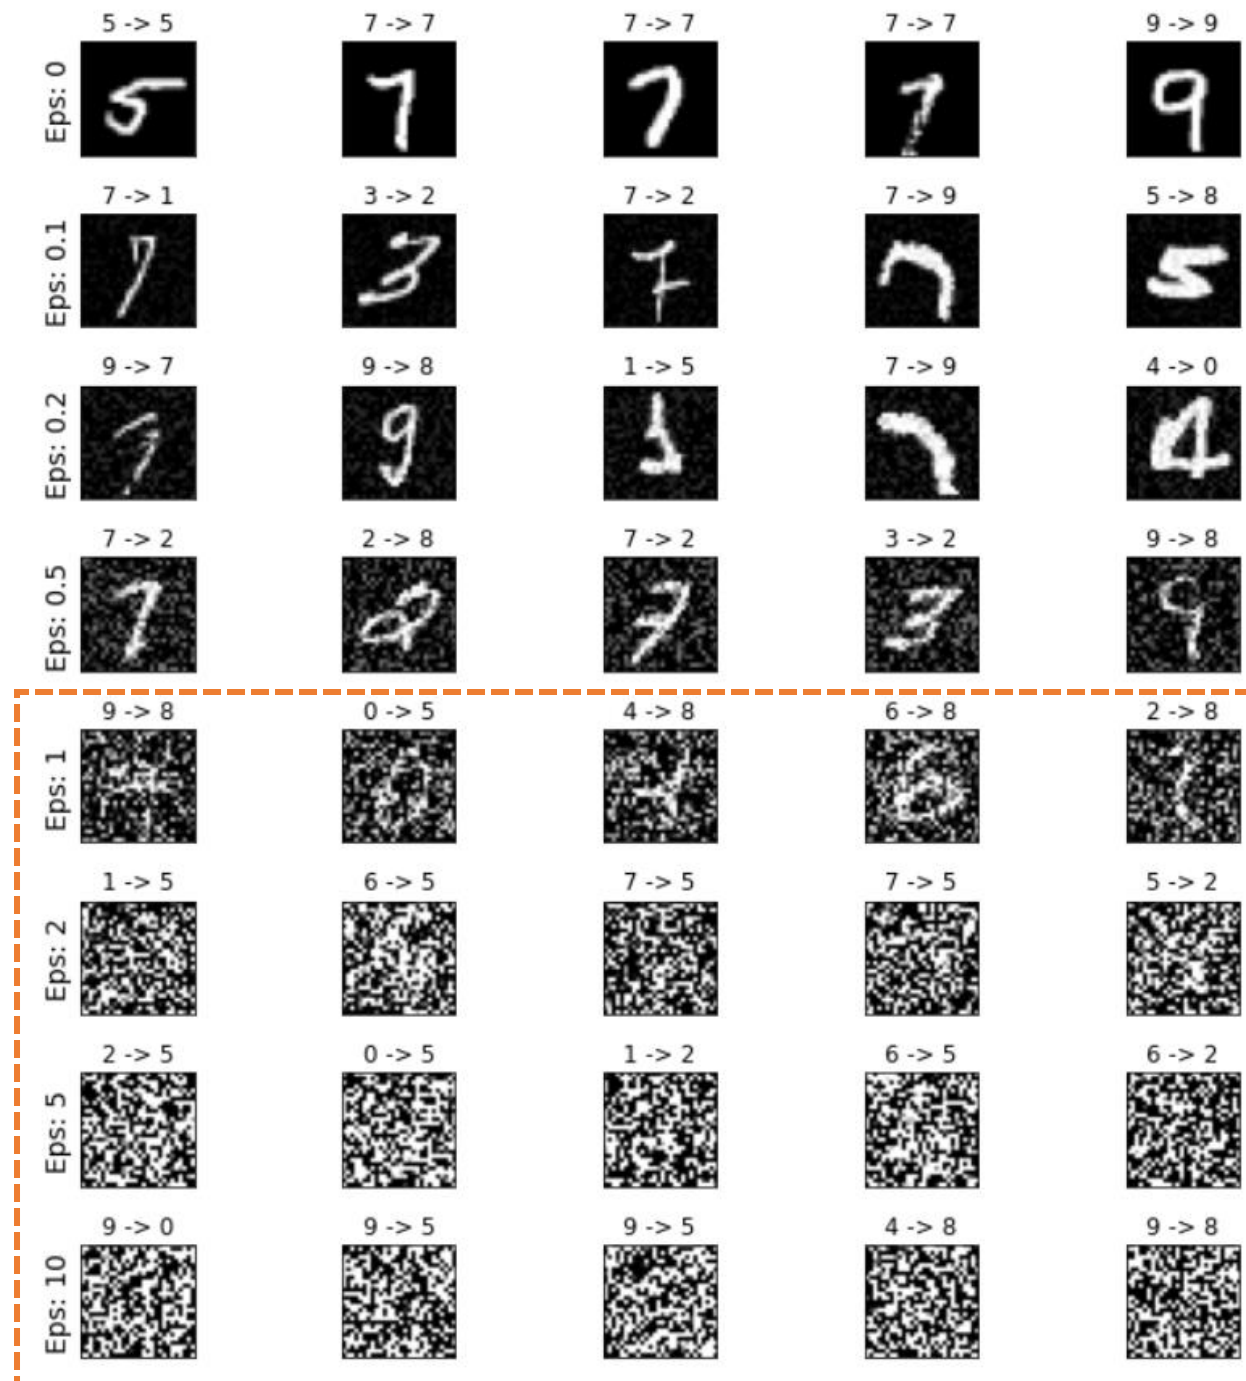 5 -> 5 7 -> 7 7 -> 7 7 -> 7 9 -> 9
Eps: 0
7 -> 1 3 -> 2 7 -> 2 7 -> 9 5 -> 8
Eps: 0.1
9 -> 7 9 -> 8 1 -> 5 7 -> 9 4 -> 0
Eps: 0.2
7 -> 2 2 -> 8 7 -> 2 3 -> 2 9 -> 8
Eps: 0.5
9 -> 8 0 -> 5 4 -> 8 6 -> 8 2 -> 8
Eps: 1
1 -> 5 6 -> 5 7 -> 5 7 -> 5 5 -> 2
Eps: 2
2 -> 5 0 -> 5 1 -> 2 6 -> 5 6 -> 2
Eps: 5
9 -> 0 9 -> 5 9 -> 5 4 -> 8 9 -> 8
Eps: 10